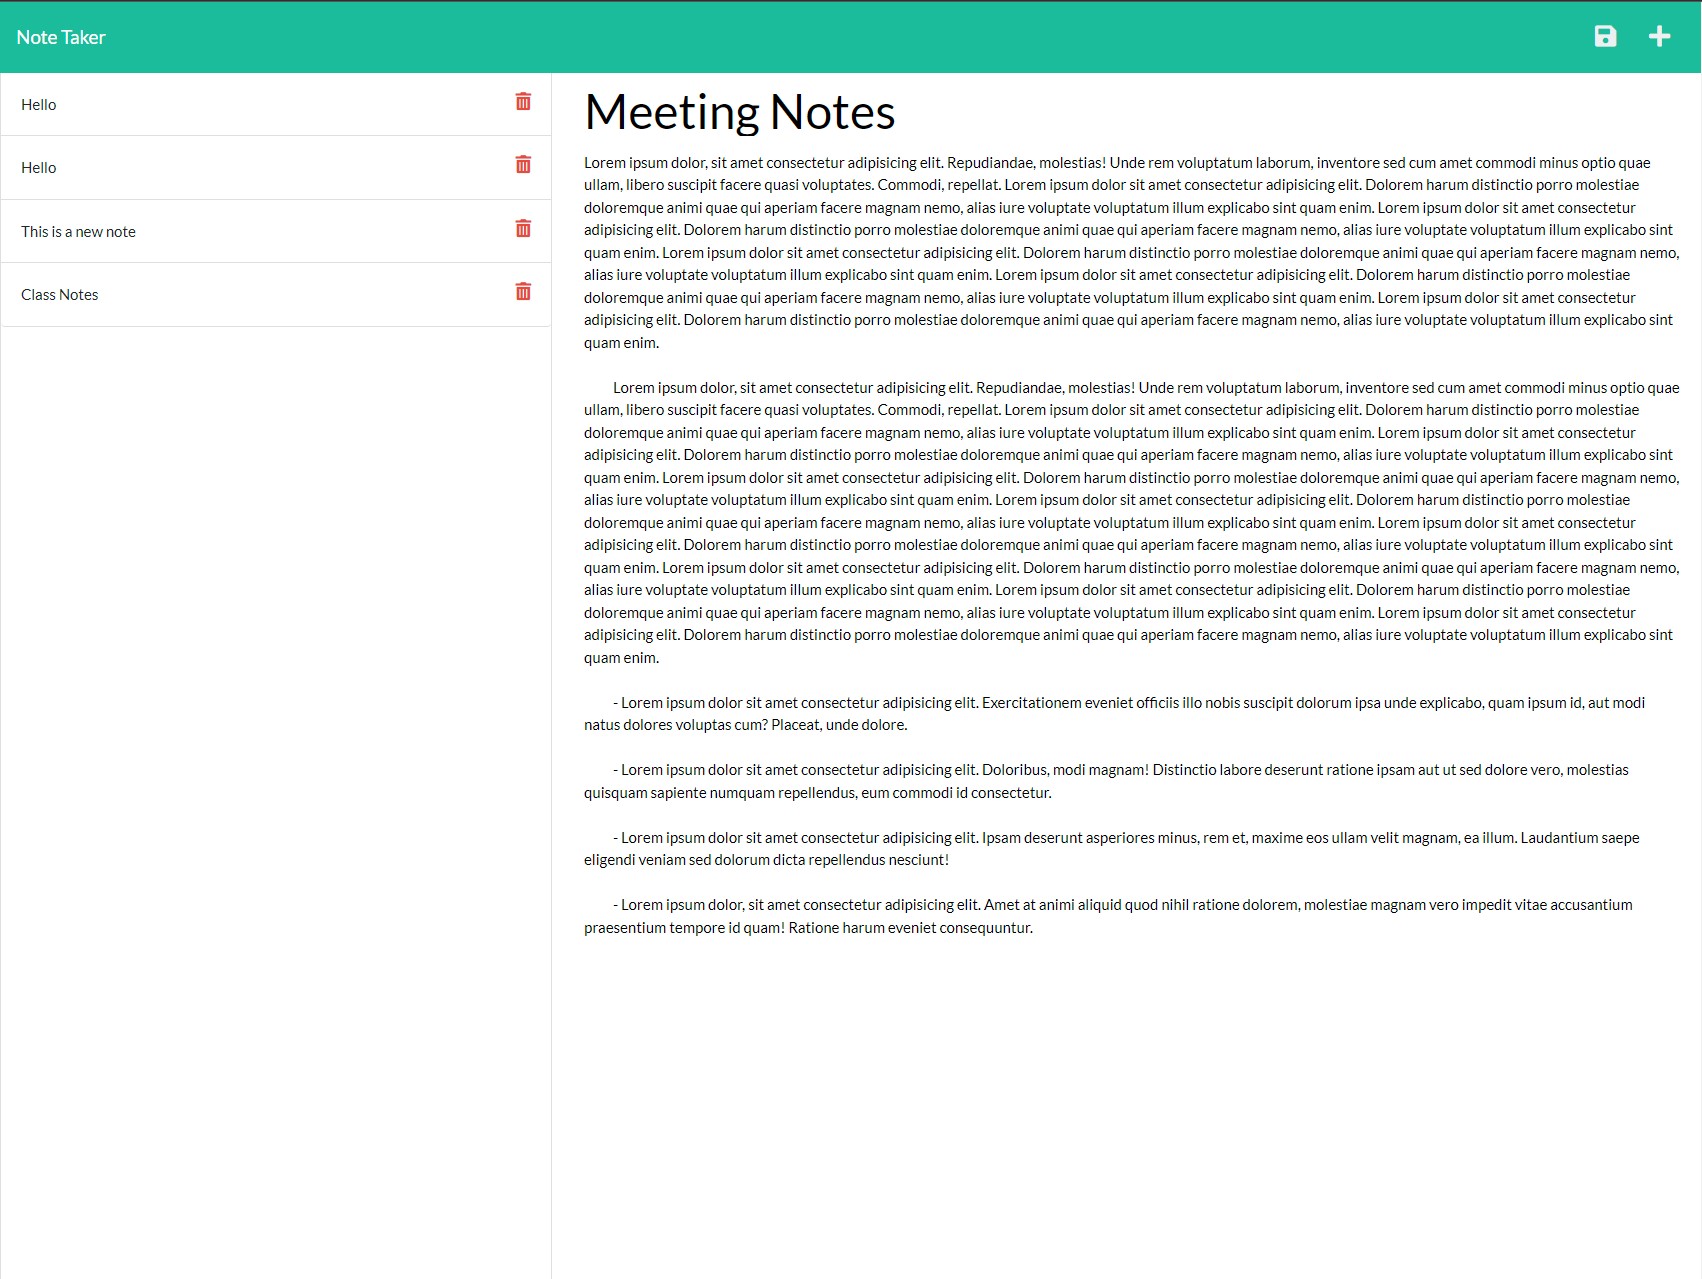 Note Taker
Hello
Hello
This is a new note
Class Notes
Meeting Notes
Lorem ipsum dolor, sit amet consectetur adipisicing elit. Repudiandae, molestias! Unde rem voluptatum laborum, inventore sed cum amet commodi minus optio quae
ullam, libero suscipit facere quasi voluptates. Commodi, repellat. Lorem ipsum dolor sit amet consectetur adipisicing elit. Dolorem harum distinctio porro molestiae
doloremque animi quae qui aperiam facere magnam nemo, alias iure voluptate voluptatum illum explicabo sint quam enim. Lorem ipsum dolor sit amet consectetur
adipisicing elit. Dolorem harum distinctio porro molestiae doloremque animi quae qui aperiam facere magnam nemo, alias iure voluptate voluptatum illum explicabo sint
quam enim. Lorem ipsum dolor sit amet consectetur adipisicing elit. Dolorem harum distinctio porro molestiae doloremque animi quae qui aperiam facere magnam nemo,
alias iure voluptate voluptatum illum explicabo sint quam enim. Lorem ipsum dolor sit amet consectetur adipisicing elit. Dolorem harum distinctio porro molestiae
doloremque animi quae qui aperiam facere magnam nemo, alias iure voluptate voluptatum illum explicabo sint quam enim. Lorem ipsum dolor sit amet consectetur
adipisicing elit. Dolorem harum distinctio porro molestiae doloremque animi quae qui aperiam facere magnam nemo, alias iure voluptate voluptatum illum explicabo sint
quam enim.
Lorem ipsum dolor, sit amet consectetur adipisicing elit. Repudiandae, molestias! Unde rem voluptatum laborum, inventore sed cum amet commodi minus optio quae
ullam, libero suscipit facere quasi voluptates. Commodi, repellat. Lorem ipsum dolor sit amet consectetur adipisicing elit. Dolorem harum distinctio porro molestiae
doloremque animi quae qui aperiam facere magnam nemo, alias iure voluptate voluptatum illum explicabo sint quam enim. Lorem ipsum dolor sit amet consectetur
adipisicing elit. Dolorem harum distinctio porro molestiae doloremque animi quae qui aperiam facere magnam nemo, alias iure voluptate voluptatum illum explicabo sint
quam enim. Lorem ipsum dolor sit amet consectetur adipisicing elit. Dolorem harum distinctio porro molestiae doloremque animi quae qui aperiam facere magnam nemo,
alias iure voluptate voluptatum illum explicabo sint quam enim. Lorem ipsum dolor sit amet consectetur adipisicing elit. Dolorem harum distinctio porro molestiae
doloremque animi quae qui aperiam facere magnam nemo, alias iure voluptate voluptatum illum explicabo sint quam enim. Lorem ipsum dolor sit amet consectetur
adipisicing elit. Dolorem harum distinctio porro molestiae doloremque animi quae qui aperiam facere magnam nemo, alias iure voluptate voluptatum illum explicabo sint
quam enim. Lorem ipsum dolor sit amet consectetur adipisicing elit. Dolorem harum distinctio porro molestiae doloremque animi quae qui aperiam facere magnam nemo,
alias iure voluptate voluptatum illum explicabo sint quam enim. Lorem ipsum dolor sit amet consectetur adipisicing elit. Dolorem harum distinctio porro molestiae
doloremque animi quae qui aperiam facere magnam nemo, alias iure voluptate voluptatum illum explicabo sint quam enim. Lorem ipsum dolor sit amet consectetur
adipisicing elit. Dolorem harum distinctio porro molestiae doloremque animi quae qui aperiam facere magnam nemo, alias iure voluptate voluptatum illum explicabo sint
quam enim.
- Lorem ipsum dolor sit amet consectetur adipisicing elit. Exercitationem eveniet officiis illo nobis suscipit dolorum ipsa unde explicabo, quam ipsum id, aut modi
natus dolores voluptas cum? Placeat, unde dolore.
- Lorem ipsum dolor sit amet consectetur adipisicing elit. Doloribus, modi magnam! Distinctio labore deserunt ratione ipsam aut ut sed dolore vero, molestias
quisquam sapiente numquam repellendus, eum commodi id consectetur.
- Lorem ipsum dolor sit amet consectetur adipisicing elit. Ipsam deserunt asperiores minus, rem et, maxime eos ullam velit magnam, ea illum. Laudantium saepe
eligendi veniam sed dolorum dicta repellendus nesciunt!
- Lorem ipsum dolor, sit amet consectetur adipisicing elit. Amet at animi aliquid quod nihil ratione dolorem, molestiae magnam vero impedit vitae accusantium
praesentium tempore id quam! Ratione harum eveniet consequuntur.